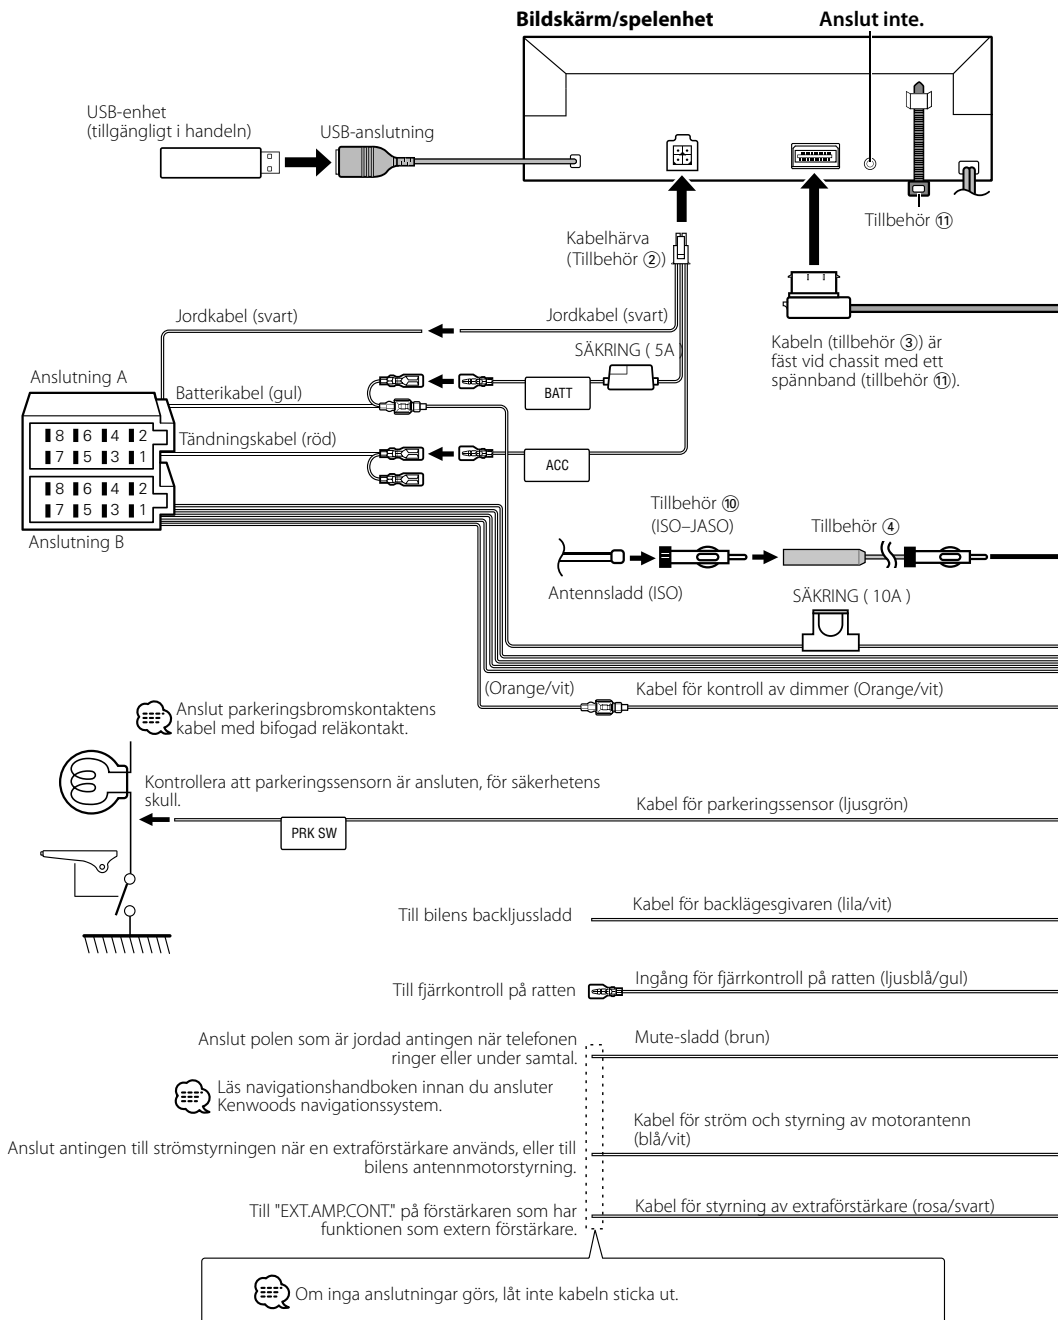 Bildskärm/spelenhet
Anslut inte.
USB-enhet
(tillgängligt i handeln)
USB-anslutning
Tillbehör ⑪
Kabelhärva
(Tillbehör ②)
Jordkabel (svart)
Jordkabel (svart)
Kabeln (tillbehör ③) är
fäst vid chassit med ett
spännband (tillbehör ⑪).
SÄKRING ( 5A )
Anslutning A
Batterikabel (gul)
BATT
8 6 4 2
7 5 3 1
Tändningskabel (röd)
ACC
8 6 4 2
7 5 3 1
Anslutning B
Tillbehör ⑩
(ISO–JASO)
Tillbehör ④
Antennsladd (ISO)
SÄKRING ( 10A )
(Orange/vit)
Kabel för kontroll av dimmer (Orange/vit)
Anslut parkeringsbromskontaktens
kabel med bifogad reläkontakt.
Kontrollera att parkeringssensorn är ansluten, för säkerhetens
skull.
Kabel för parkeringssensor (ljusgrön)
PRK SW
Till bilens backljussladd
Kabel för backlägesgivaren (lila/vit)
Till fjärrkontroll på ratten
Ingång för fjärrkontroll på ratten (ljusblå/gul)
Anslut polen som är jordad antingen när telefonen
ringer eller under samtal.
Mute-sladd (brun)
Läs navigationshandboken innan du ansluter
Kenwoods navigationssystem.
Kabel för ström och styrning av motorantenn
(blå/vit)
Anslut antingen till strömstyrningen när en extraförstärkare används, eller till
bilens antennmotorstyrning.
Till "EXT.AMP.CONT." på förstärkaren som har
funktionen som extern förstärkare.
Kabel för styrning av extraförstärkare (rosa/svart)
Om inga anslutningar görs, låt inte kabeln sticka ut.